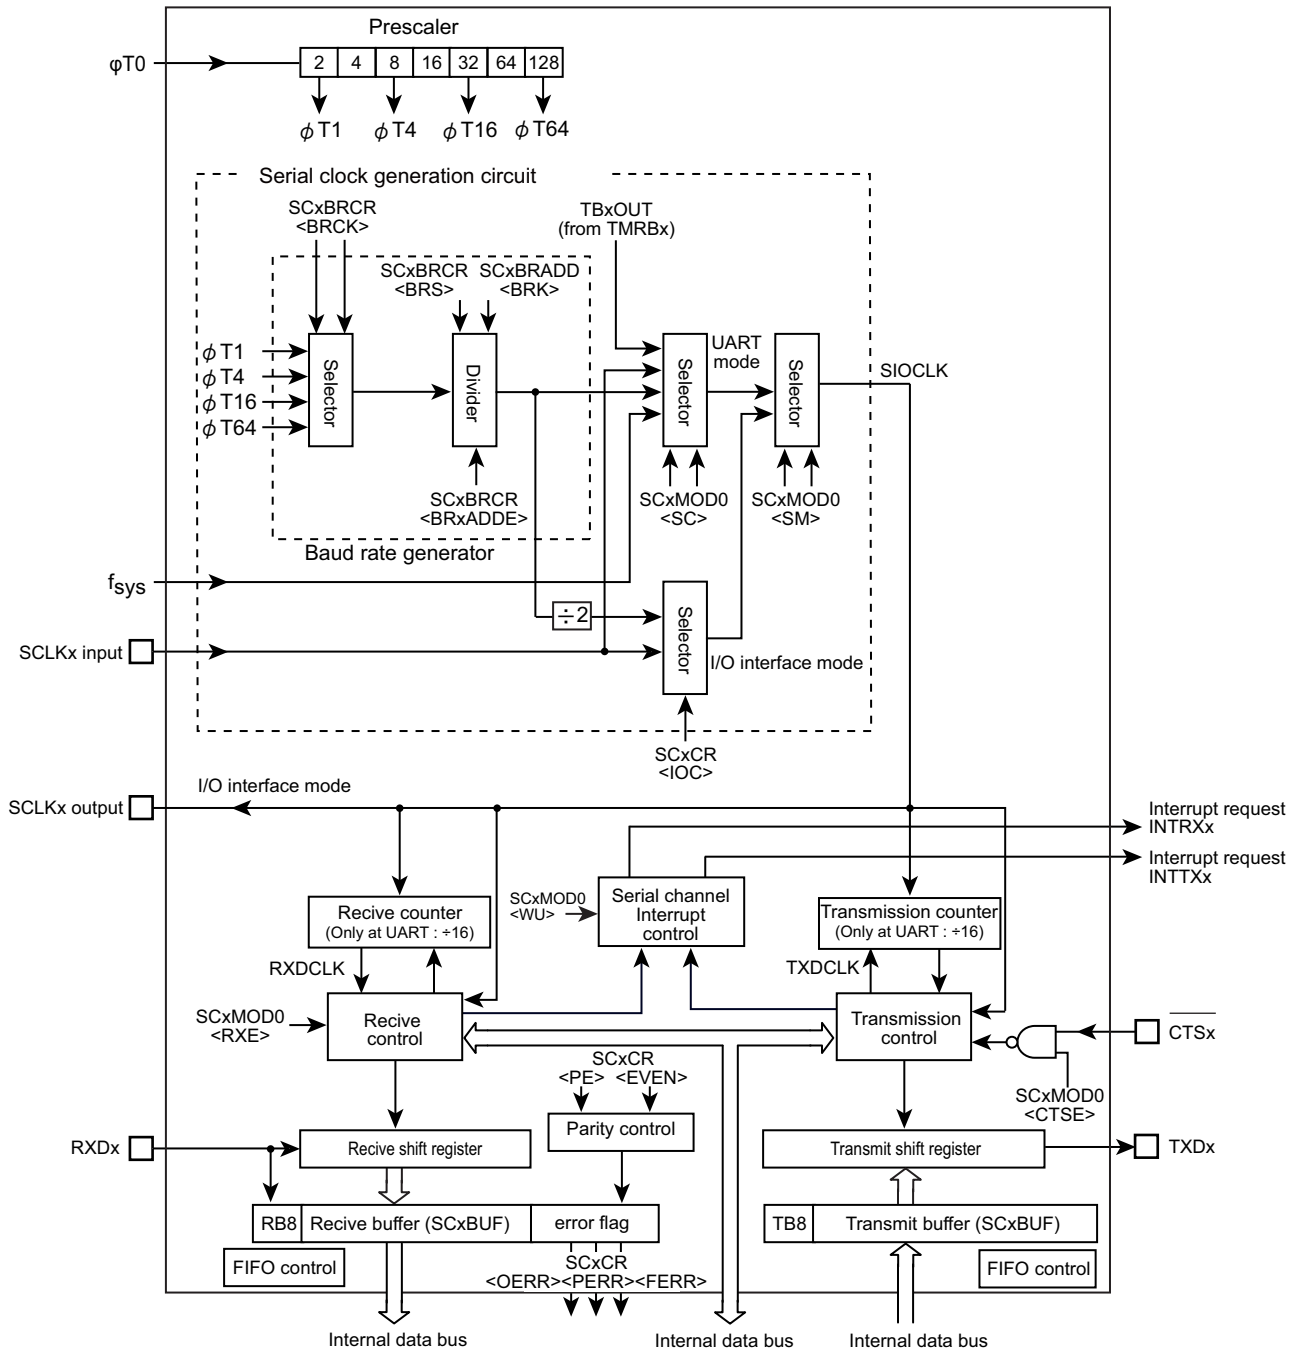 Prescaler
φT0
2 4 8 16 32 64 128
ϕT1 ϕT4 ϕT16 ϕT64
Serial clock generation circuit
SCxBRCR
<BRCK>
TBxOUT
(from TMRBx)
SCxBRCR
<BRS>
SCxBRADD
<BRK>
ϕT1
ϕT4
ϕT16
ϕT64
Selector
Divider
Selector
UART
mode
Selector
SIOCLK
SCxBRCR
<BRxADDE>
SCxMOD0
<SC>
SCxMOD0
<SM>
Baud rate generator
fsys
÷2
Selector
SCLKx input
I/O interface mode
SCxCR
<IOC>
I/O interface mode
SCLKx output
Interrupt request
INTRXx
Interrupt request
INTTXx
SCxMOD0
<WU>
Serial channel
Interrupt
control
Recive counter
(Only at UART : ÷16)
Transmission counter
(Only at UART : ÷16)
RXDCLK
TXDCLK
SCxMOD0
<RXE>
Recive
control
Transmission
control
CTSx
SCxMOD0
<CTSE>
SCxCR
<PE> <EVEN>
Parity control
RXDx
Recive shift register
Transmit shift register
TXDx
RB8 Recive buffer (SCxBUF) error flag
TB8 Transmit buffer (SCxBUF)
FIFO control
SCxCR
<OERR><PERR><FERR>
FIFO control
Internal data bus
Internal data bus
Internal data bus